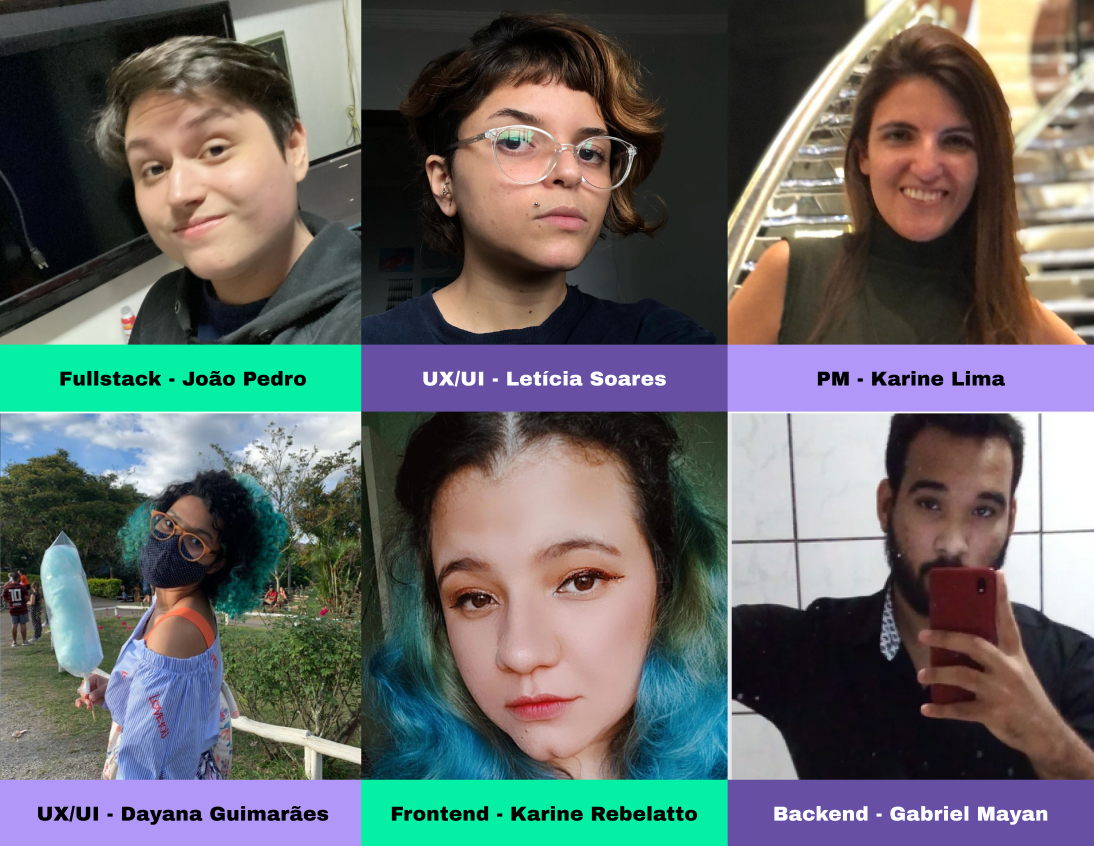 Fullstack - João Pedro
UX/UI - Letícia Soares
PM - Karine Lima
10
UX/UI - Dayana Guimarães
Frontend - Karine Rebelatto
Backend - Gabriel Mayan